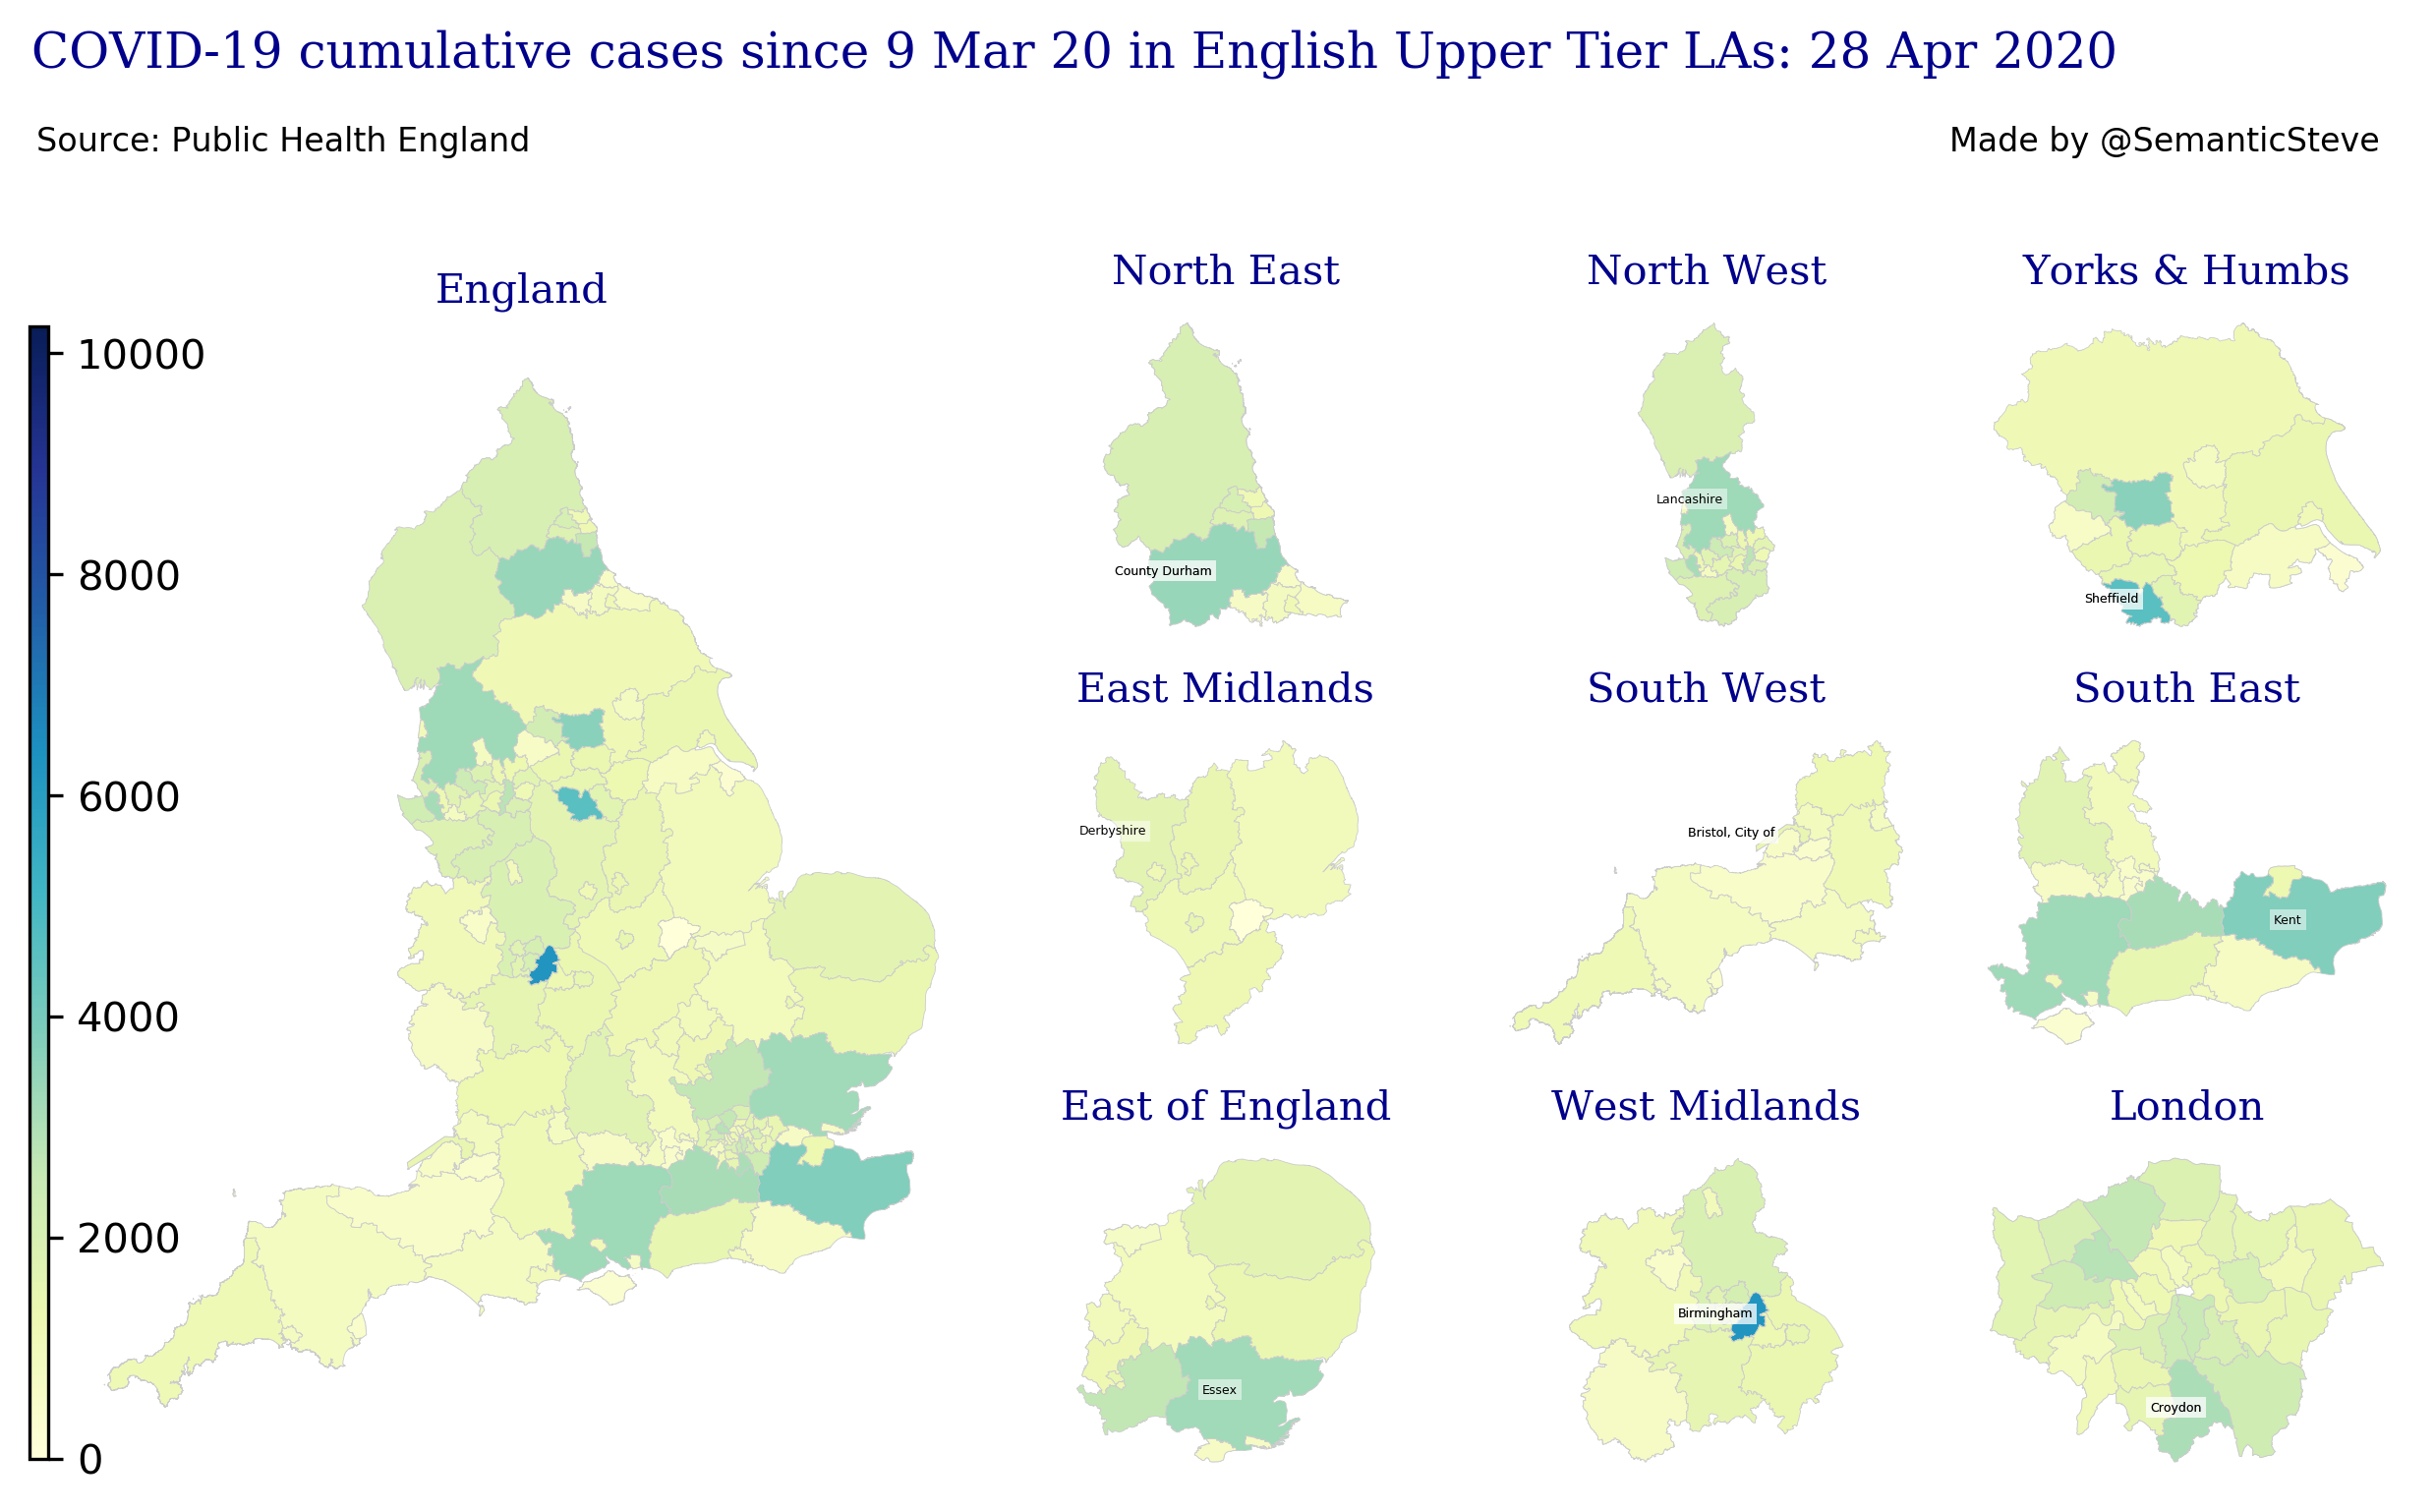 COVID-19 cumulative cases since 9 Mar 20 in English Upper Tier LAs: 28 Apr 2020
Source: Public Health England
Made by @SemanticSteve
England
10000
8000
6000
4000
2000
0
North East
County Durham
North West
Lancashire
Yorks & Humbs
Sheffield
East Midlands
Derbyshire
South West
Bristol, City of
South East
Kent
East of England
Essex
West Midlands
Birmingham
London
Croydon